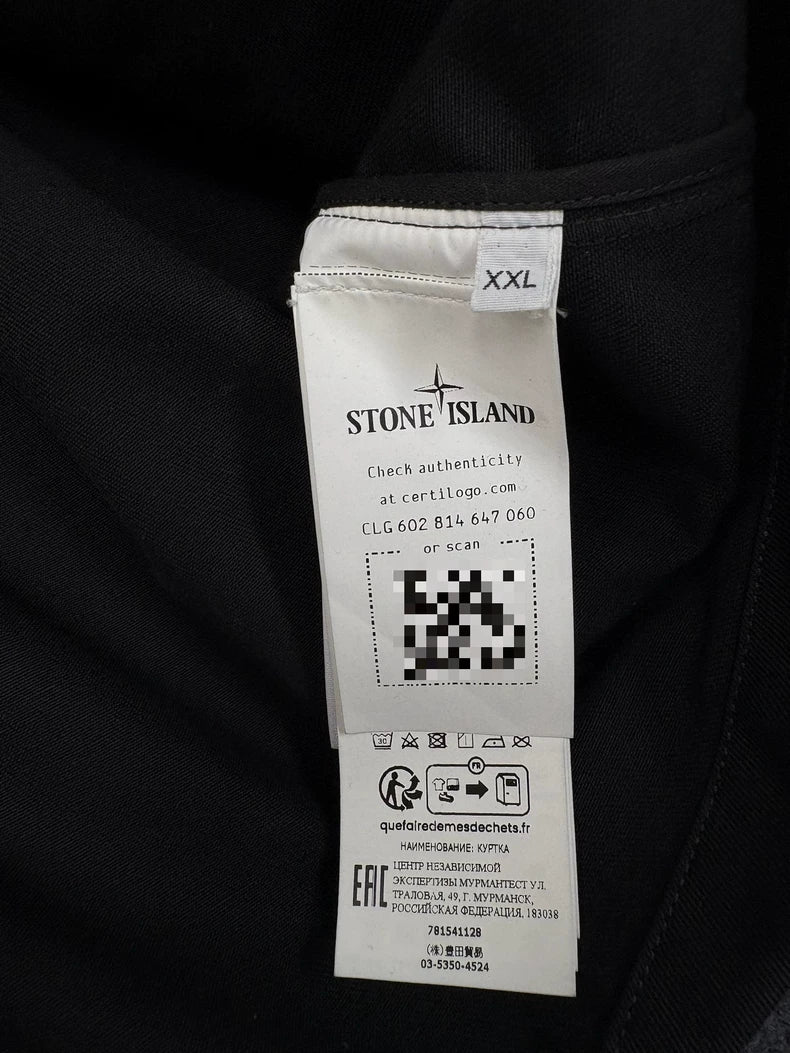 XXL
STONE ISLAND
Check authenticity
at certilogo.com
CLG 602 814 647 060
or scan
30
FR
quefairedemesdechets.fr
НАИМЕНОВАНИЕ: КУРТКА
EAC
ЦЕНТР НЕЗАВИСИМОЙ
ЭКСПЕРТИЗЫ МУРМАНТЕСТ УЛ.
ТРАЛОВАЯ, 49, Г. МУРМАНСК,
РОССИЙСКАЯ ФЕДЕРАЦИЯ, 183038
781541128
(株)豊田貿易
03-5350-4524